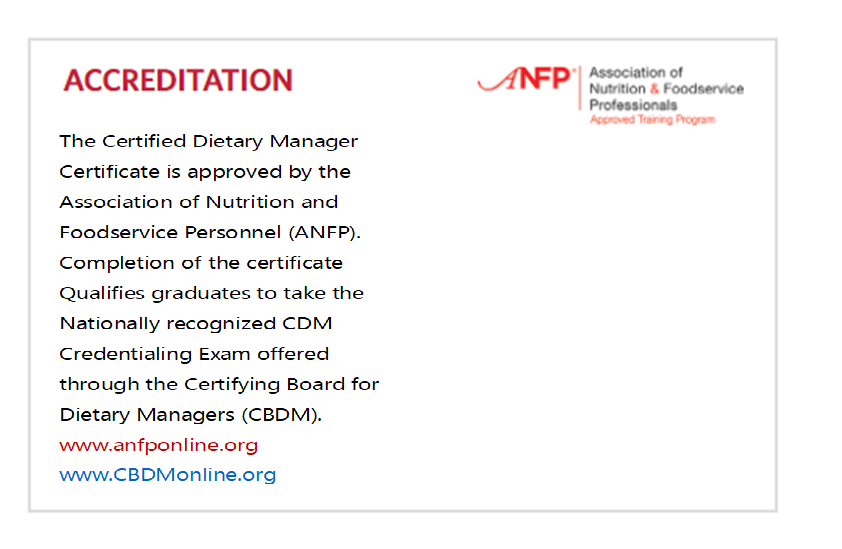 ACCREDITATION
ANFP
Association of
Nutrition & Foodservice
Professionals
Approved Training Program
The Certified Dietary Manager
Certificate is approved by the
Association of Nutrition and
Foodservice Personnel (ANFP).
Completion of the certificate
Qualifies graduates to take the
Nationally recognized CDM
Credentialing Exam offered
through the Certifying Board for
Dietary Managers (CBDM).
www.anfponline.org
www.CBDMonline.org